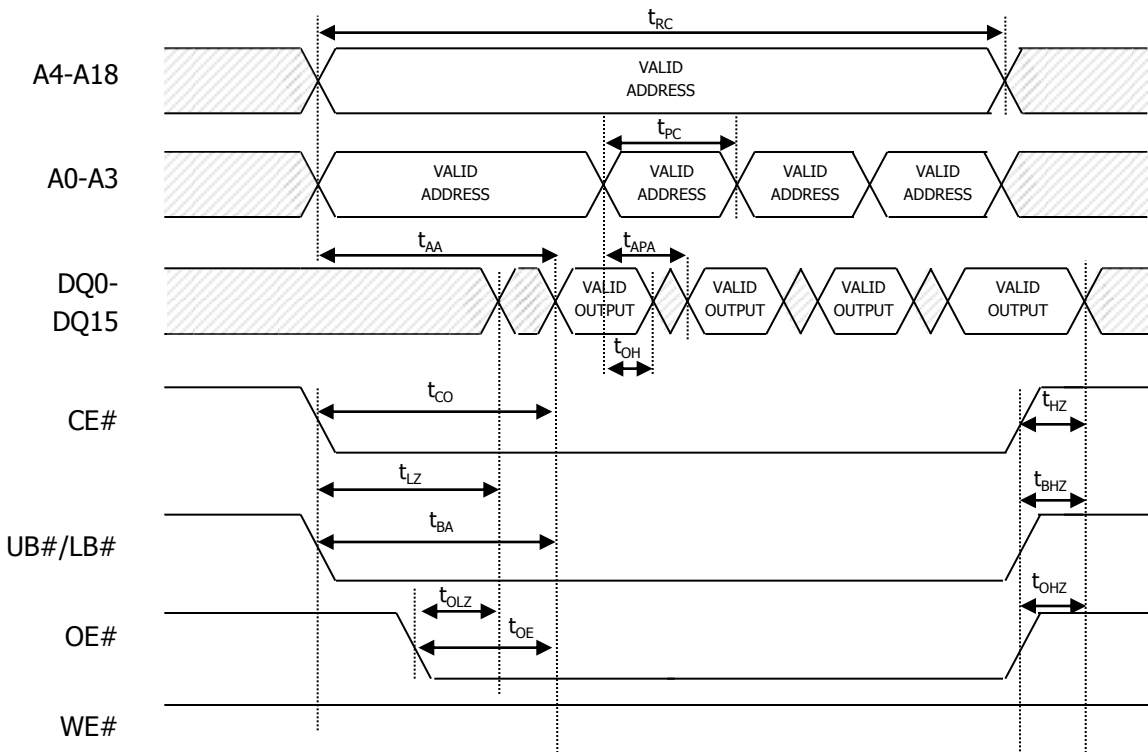 tRC
A4-A18
VALID
ADDRESS
tPC
A0-A3
VALID
ADDRESS
VALID
ADDRESS
VALID
ADDRESS
VALID
ADDRESS
tAA
tAPA
DQ0-
DQ15
VALID
OUTPUT
VALID
OUTPUT
VALID
OUTPUT
VALID
OUTPUT
tOH
CE#
tCO
tHZ
tLZ
tBHZ
UB#/LB#
tBA
tOLZ
tOHZ
OE#
tOE
WE#